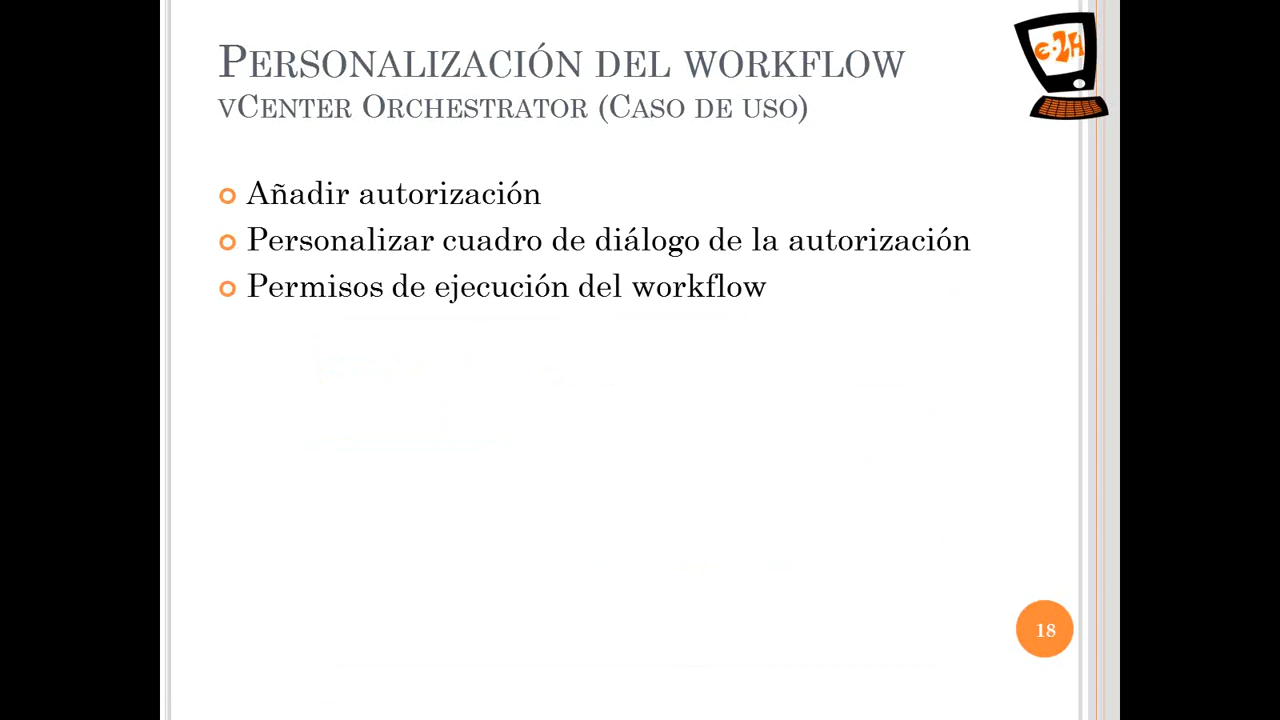 Personalización del workflow
vCenter Orchestrator (Caso de uso)
e-2H
Añadir autorización
Personalizar cuadro de diálogo de la autorización
Permisos de ejecución del workflow
18